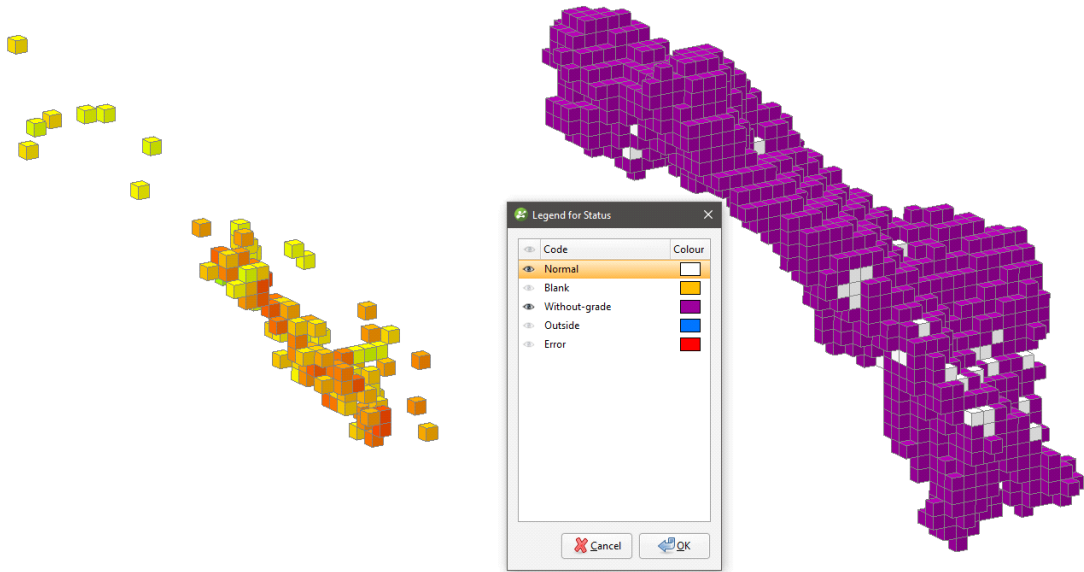 Legend for Status
Code Colour
Normal
Blank
Without-grade
Outside
Error
Cancel OK